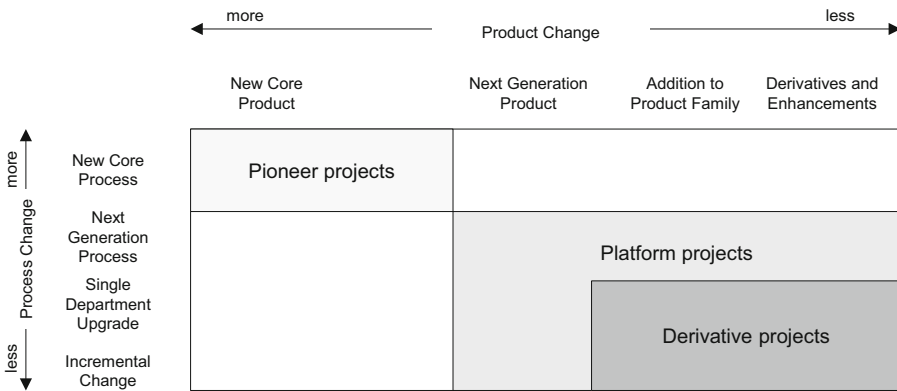 more
less
Product Change
New Core
Product
Next Generation
Product
Addition to
Product Family
Derivatives and
Enhancements
more
Process Change
less
New Core
Process
Next
Generation
Process
Single
Department
Upgrade
Incremental
Change
Pioneer projects
Platform projects
Derivative projects